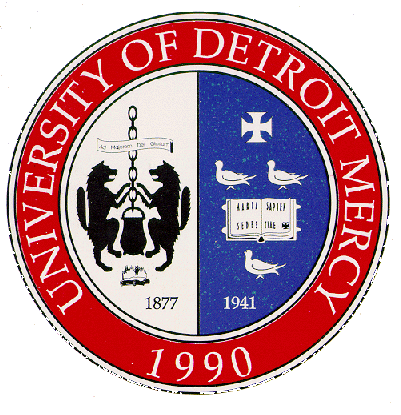 UNIVERSITY OF DETROIT MERCY
Ad Majorem Dei Gloriam
1877
1941
1990